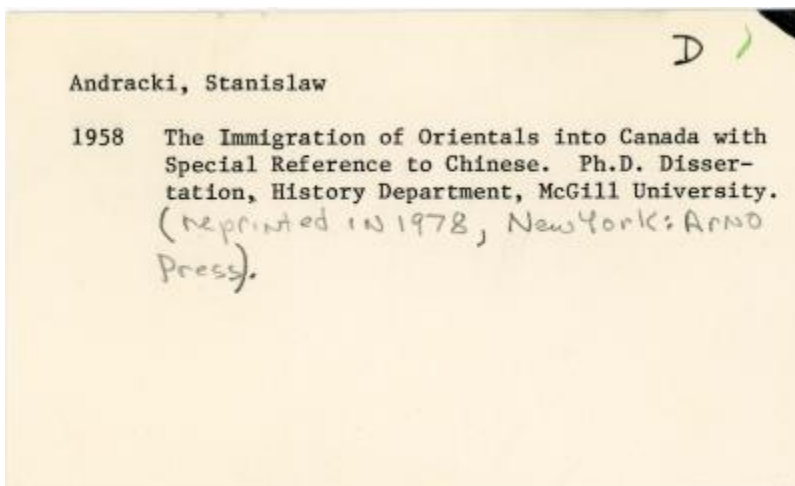 D
Andracki, Stanislaw
1958 The Immigration of Orientals into Canada with
Special Reference to Chinese. Ph.D. Disser-
tation, History Department, McGill University.
(reprinted in 1978, New York: Arno
Press).